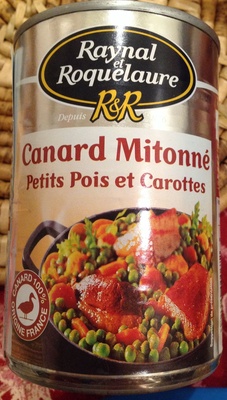 Raynal
et
Roquelaure
Depuis
R&R
Canard Mitonné
Petits Pois et Carottes
CANARD 100%
ORIGINE FRANCE